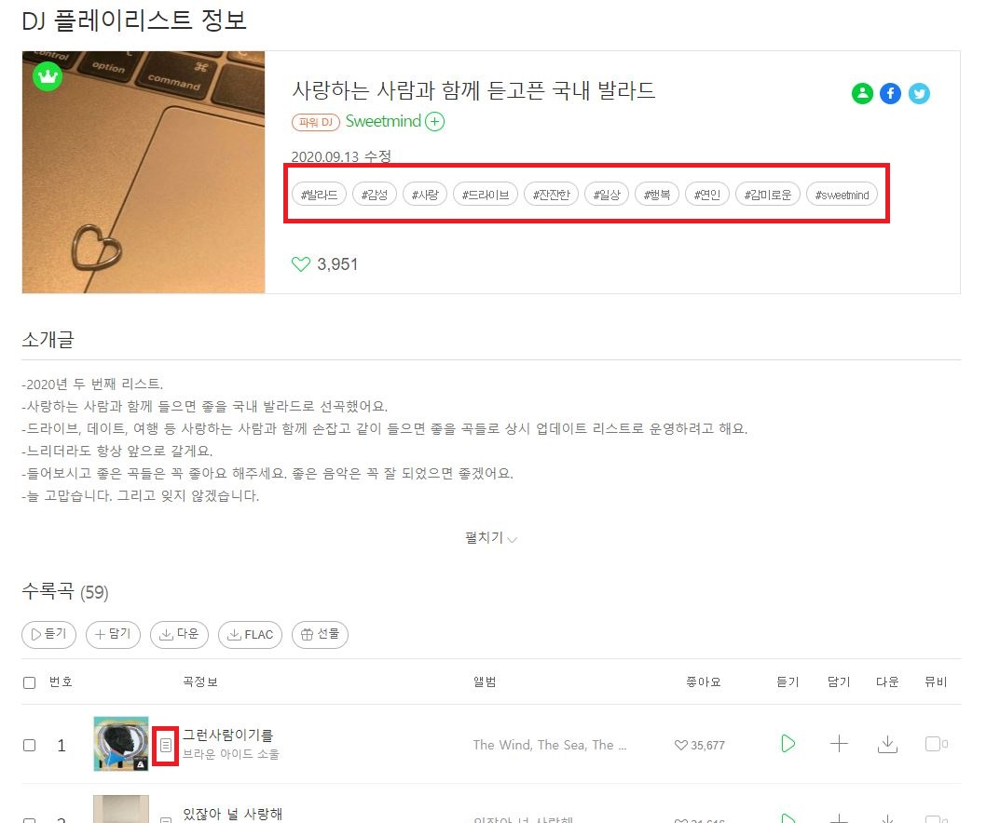 DJ 플레이리스트 정보
control
option
command
사랑하는 사람과 함께 듣고픈 국내 발라드
파워 DJ Sweetmind
2020.09.13 수정
#발라드 #감성 #사랑 #드라이브 #잔잔한 #일상 #행복 #연인 #감미로운 #sweetmind
3,951
소개글
-2020년 두 번째 리스트.
-사랑하는 사람과 함께 들으면 좋을 국내 발라드로 선곡했어요.
-드라이브, 데이트, 여행 등 사랑하는 사람과 함께 손잡고 같이 들으면 좋을 곡들로 상시 업데이트 리스트로 운영하려고 해요.
-느리더라도 항상 앞으로 갈게요.
-들어보시고 좋은 곡들은 꼭 좋아요 해주세요. 좋은 음악은 꼭 잘 되었으면 좋겠어요.
-늘 고맙습니다. 그리고 잊지 않겠습니다.
펼치기
수록곡 (59)
듣기 담기 다운 FLAC 선물
번호 곡정보 앨범 좋아요 듣기 담기 다운 뮤비
1 그런사람이기를 The Wind, The Sea, The ... 35,677
브라운 아이드 소울
있잖아 널 사랑해 있잖아 널 사랑해